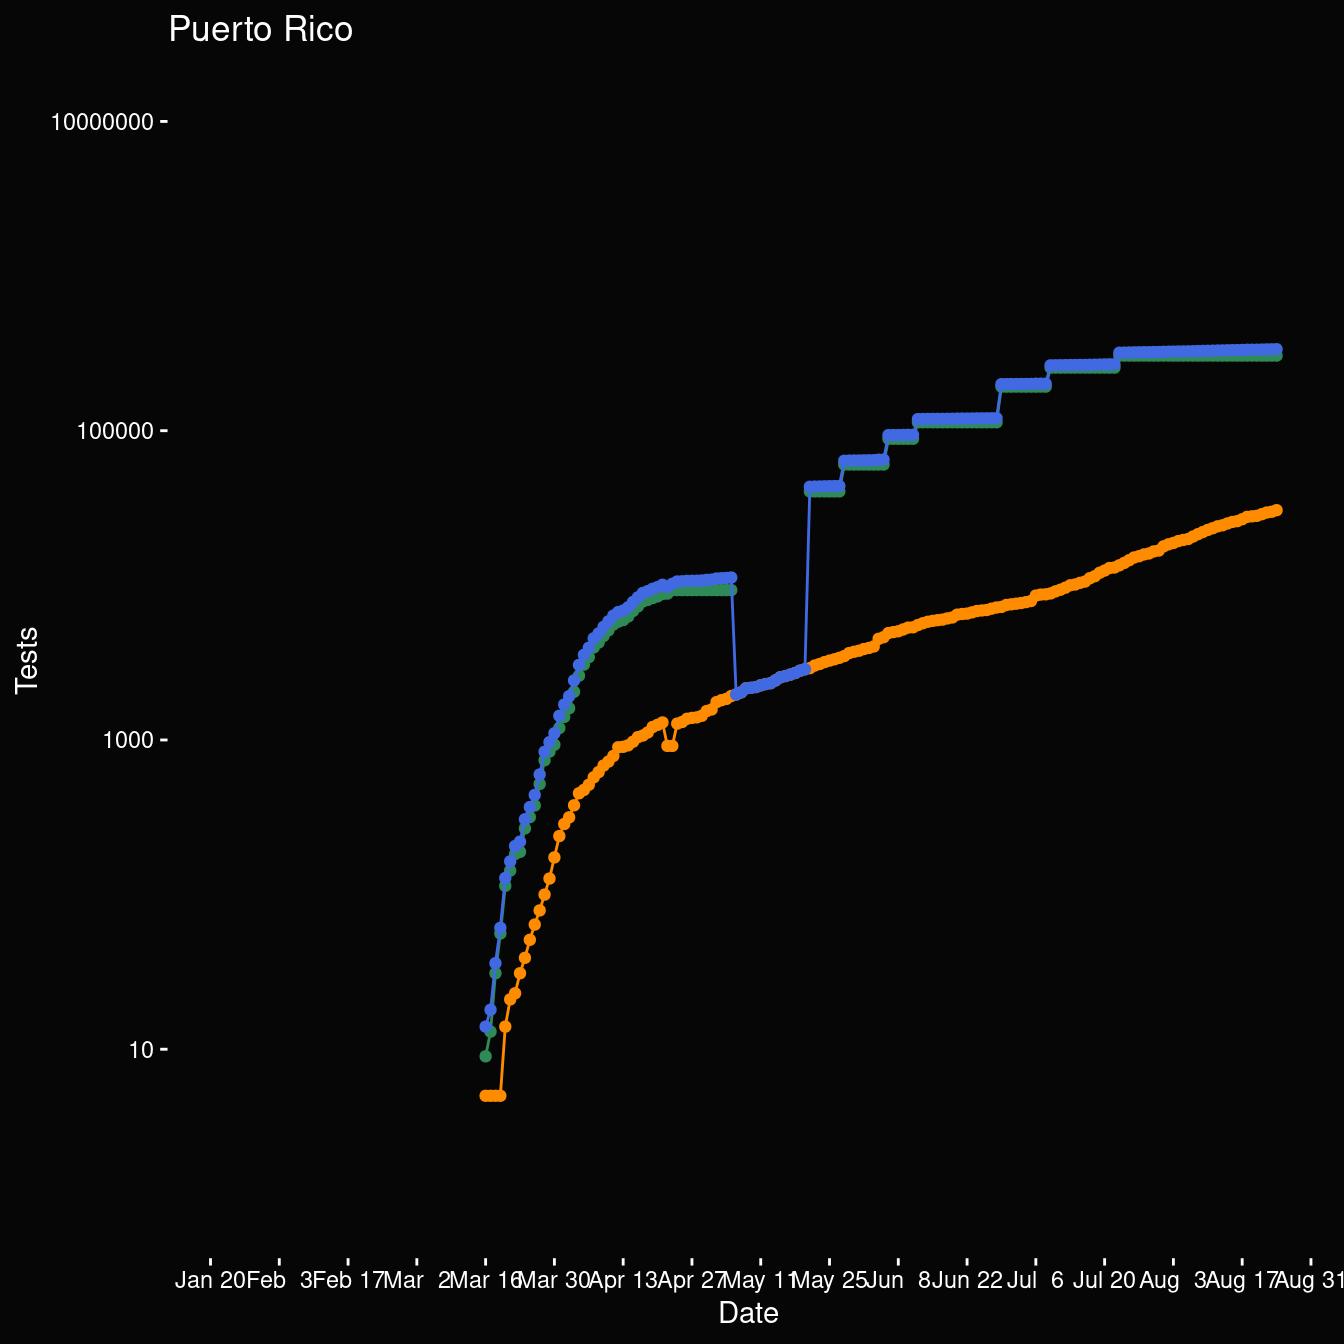 Puerto Rico
10000000
100000
1000
10
Tests
Jan 20 Feb 3 Feb 17 Mar 2 Mar 16 Mar 30 Apr 13 Apr 27 May 11 May 25 Jun 8 Jun 22 Jul 6 Jul 20 Aug 3 Aug 17 Aug 31
Date